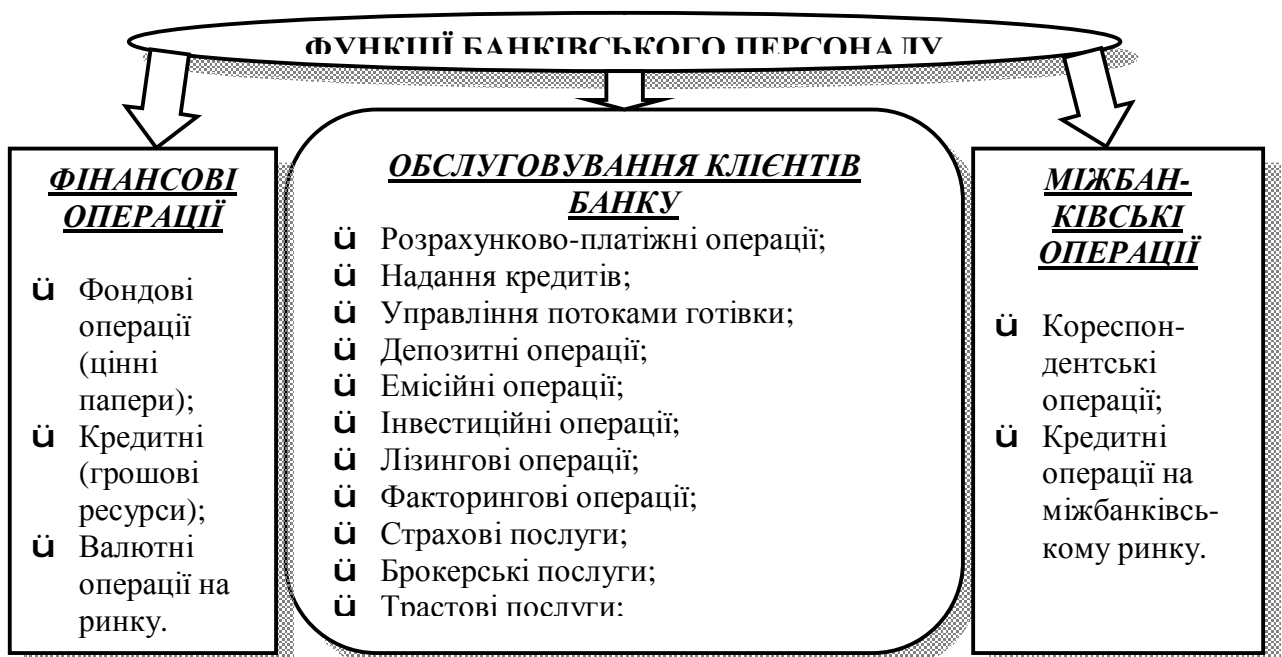 ФУНКЦІЇ БАНКІВСЬКОГО ПЕРСОНАЛУ
ФІНАНСОВІ
ОПЕРАЦІЇ
ü Фондові
операції
(цінні
папери);
ü Кредитні
(грошові
ресурси);
ü Валютні
операції на
ринку.
ОБСЛУГОВУВАННЯ КЛІЄНТІВ
БАНКУ
ü Розрахунково-платіжні операції;
ü Надання кредитів;
ü Управління потоками готівки;
ü Депозитні операції;
ü Емісійні операції;
ü Інвестиційні операції;
ü Лізингові операції;
ü Факторингові операції;
ü Страхові послуги;
ü Брокерські послуги;
ü Трастові послуги;
МІЖБАН-
КІВСЬКІ
ОПЕРАЦІЇ
ü Кореспон-
дентські
операції;
ü Кредитні
операції на
міжбанківсь-
кому ринку.